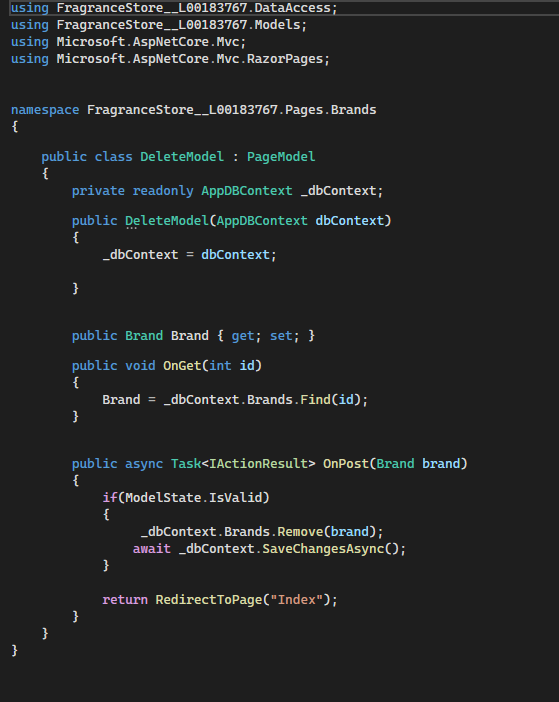 using FragranceStore__L00183767.DataAccess;
using FragranceStore__L00183767.Models;
using Microsoft.AspNetCore.Mvc;
using Microsoft.AspNetCore.Mvc.RazorPages;
namespace FragranceStore__L00183767.Pages.Brands
{
public class DeleteModel : PageModel
{
private readonly AppDBContext _dbContext;
public DeleteModel(AppDBContext dbContext)
{
_dbContext = dbContext;
}
public Brand Brand { get; set; }
public void OnGet(int id)
{
Brand = _dbContext.Brands.Find(id);
}
public async Task<IActionResult> OnPost(Brand brand)
{
if(ModelState.IsValid)
{
_dbContext.Brands.Remove(brand);
await _dbContext.SaveChangesAsync();
}
return RedirectToPage("Index");
}
}
}